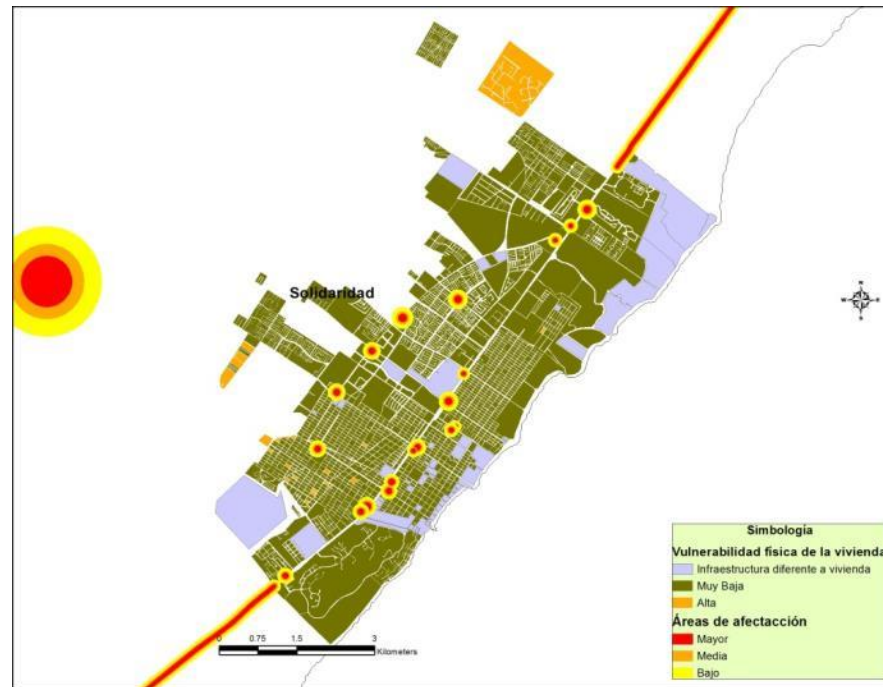 Solidaridad
W
N
E
S
0 0.75 1.5 3
Kilometers
Simbología
Vulnerabilidad física de la vivienda
Infraestructura diferente a vivienda
Muy Baja
Alta
Áreas de afectacción
Mayor
Media
Bajo